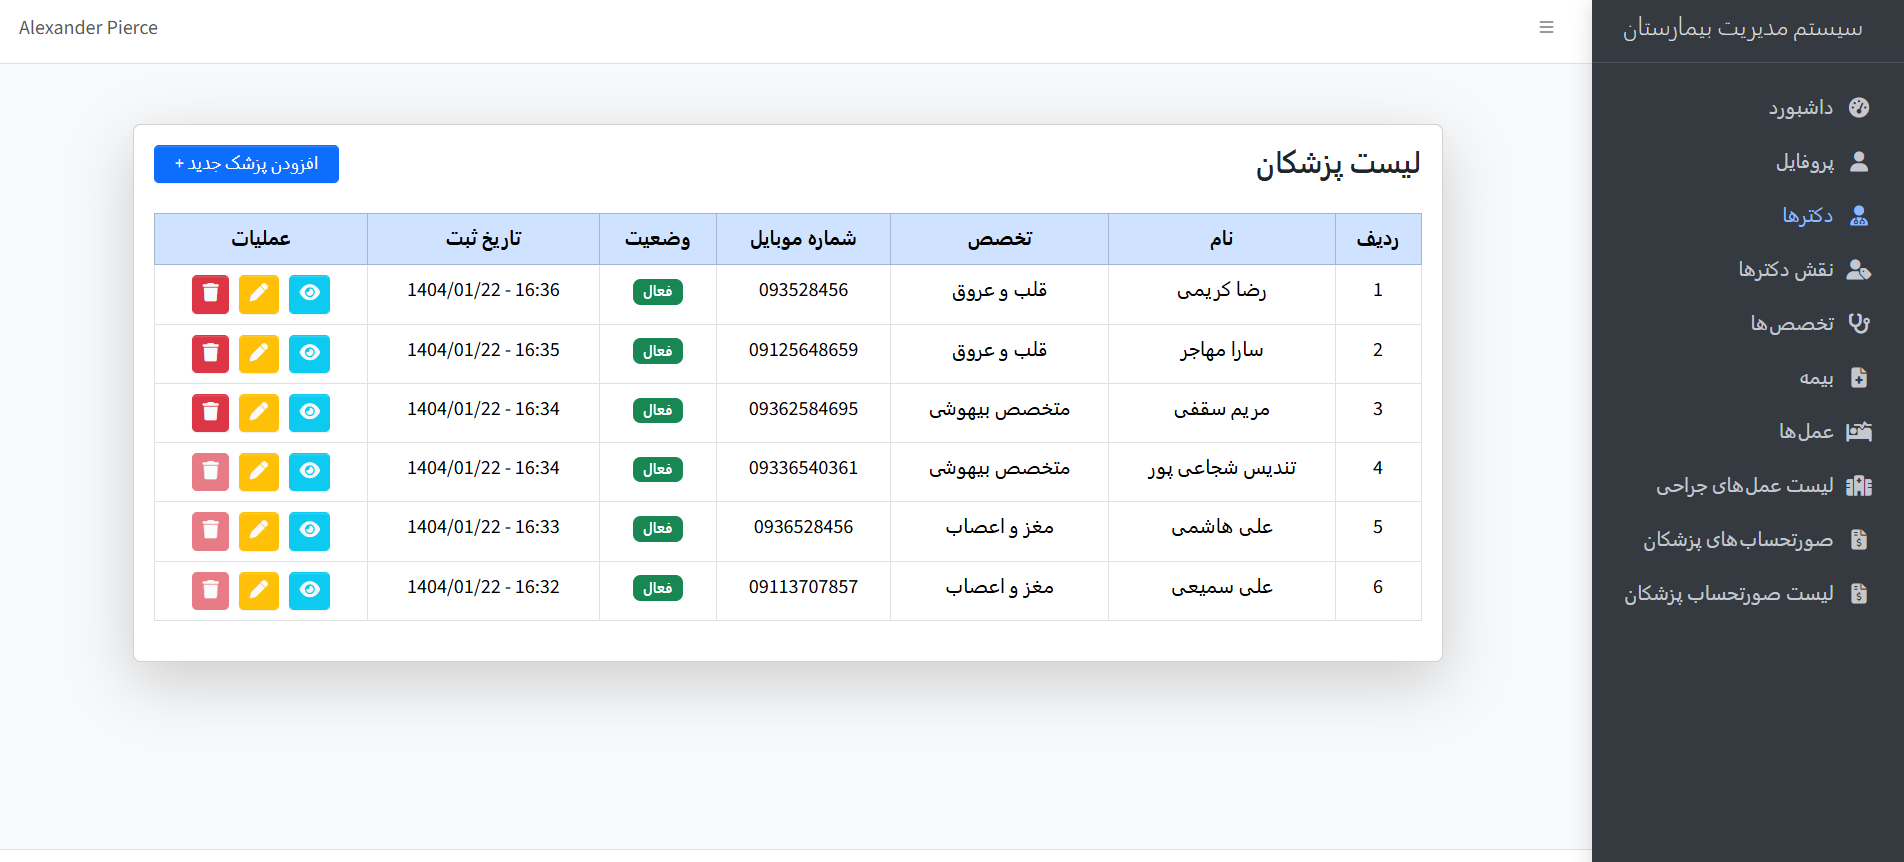 سیستم مدیریت بیمارستان
داشبورد
پروفایل
دکترها
نقش دکترها
تخصص‌ها
بیمه
عمل‌ها
لیست عمل‌های جراحی
صورتحساب‌های پزشکان
لیست صورتحساب پزشکان
Alexander Pierce
لیست پزشکان
افزودن پزشک جدید +
ردیف نام تخصص شماره موبایل وضعیت تاریخ ثبت عملیات
1 رضا کریمی قلب و عروق 093528456 فعال 1404/01/22 - 16:36
2 سارا مهاجر قلب و عروق 09125648659 فعال 1404/01/22 - 16:35
3 مریم سقفی متخصص بیهوشی 09362584695 فعال 1404/01/22 - 16:34
4 تندیس شجاعی پور متخصص بیهوشی 09336540361 فعال 1404/01/22 - 16:34
5 علی هاشمی مغز و اعصاب 0936528456 فعال 1404/01/22 - 16:33
6 علی سمیعی مغز و اعصاب 09113707857 فعال 1404/01/22 - 16:32